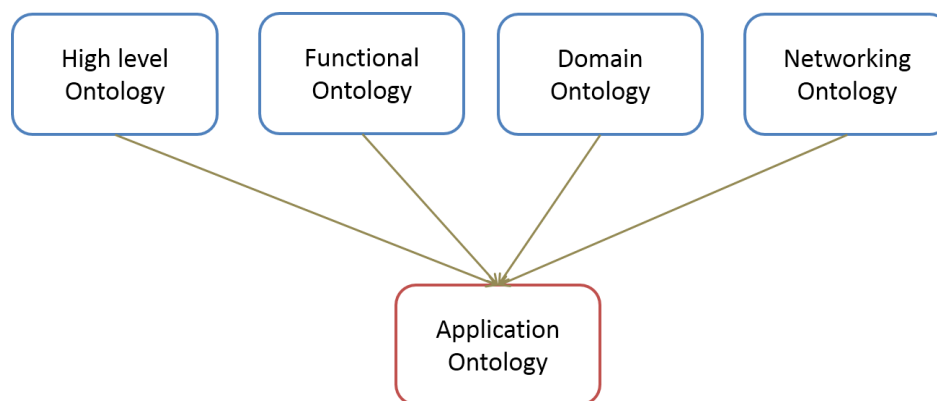 High level
Ontology
Functional
Ontology
Domain
Ontology
Networking
Ontology
Application
Ontology